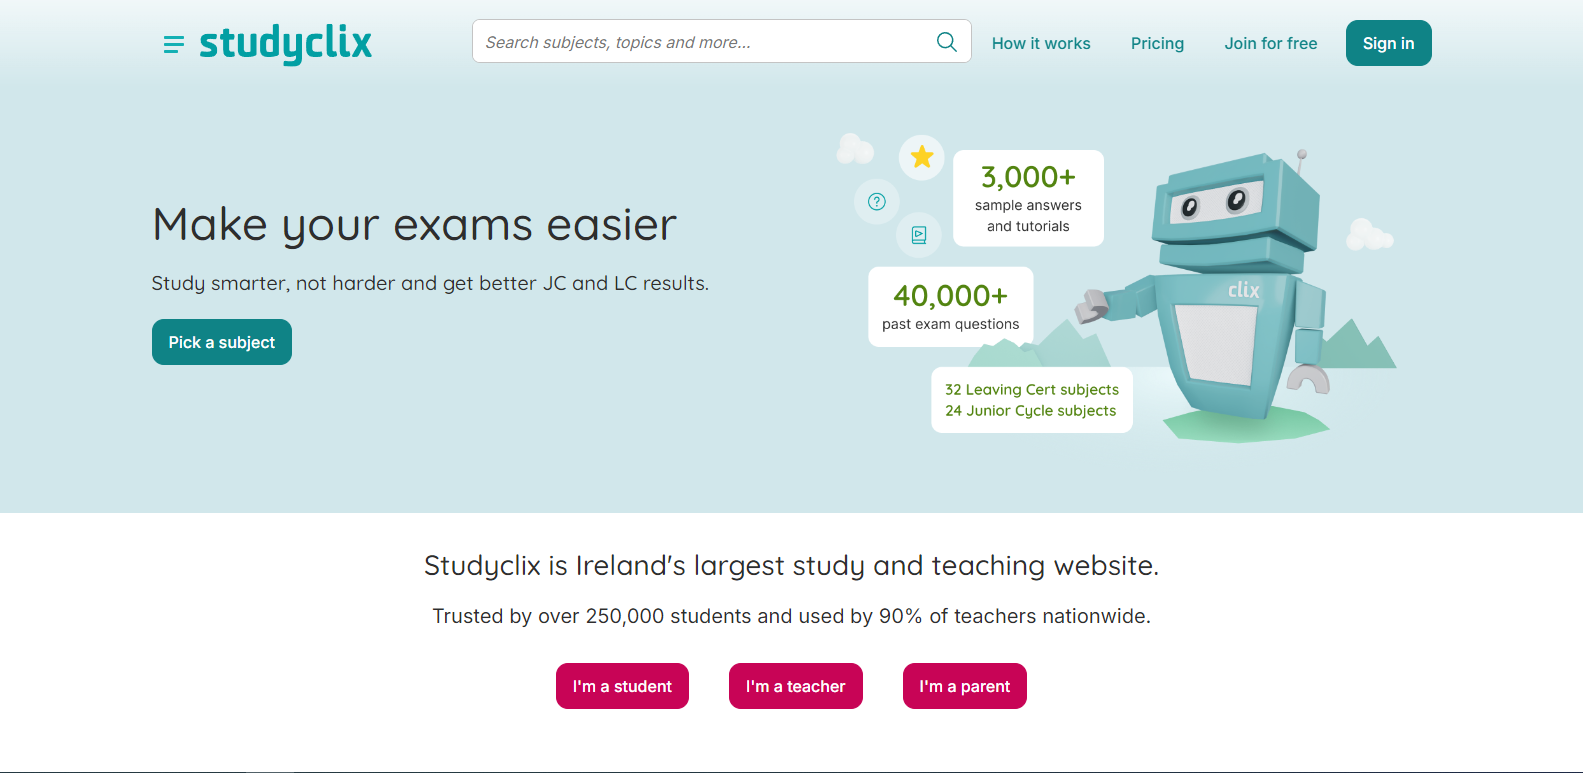 studyclix
Search subjects, topics and more...
How it works
Pricing
Join for free
Sign in
Make your exams easier
Study smarter, not harder and get better JC and LC results.
Pick a subject
3,000+
sample answers
and tutorials
40,000+
past exam questions
32 Leaving Cert subjects
24 Junior Cycle subjects
clix
Studyclix is Ireland's largest study and teaching website.
Trusted by over 250,000 students and used by 90% of teachers nationwide.
I'm a student
I'm a teacher
I'm a parent